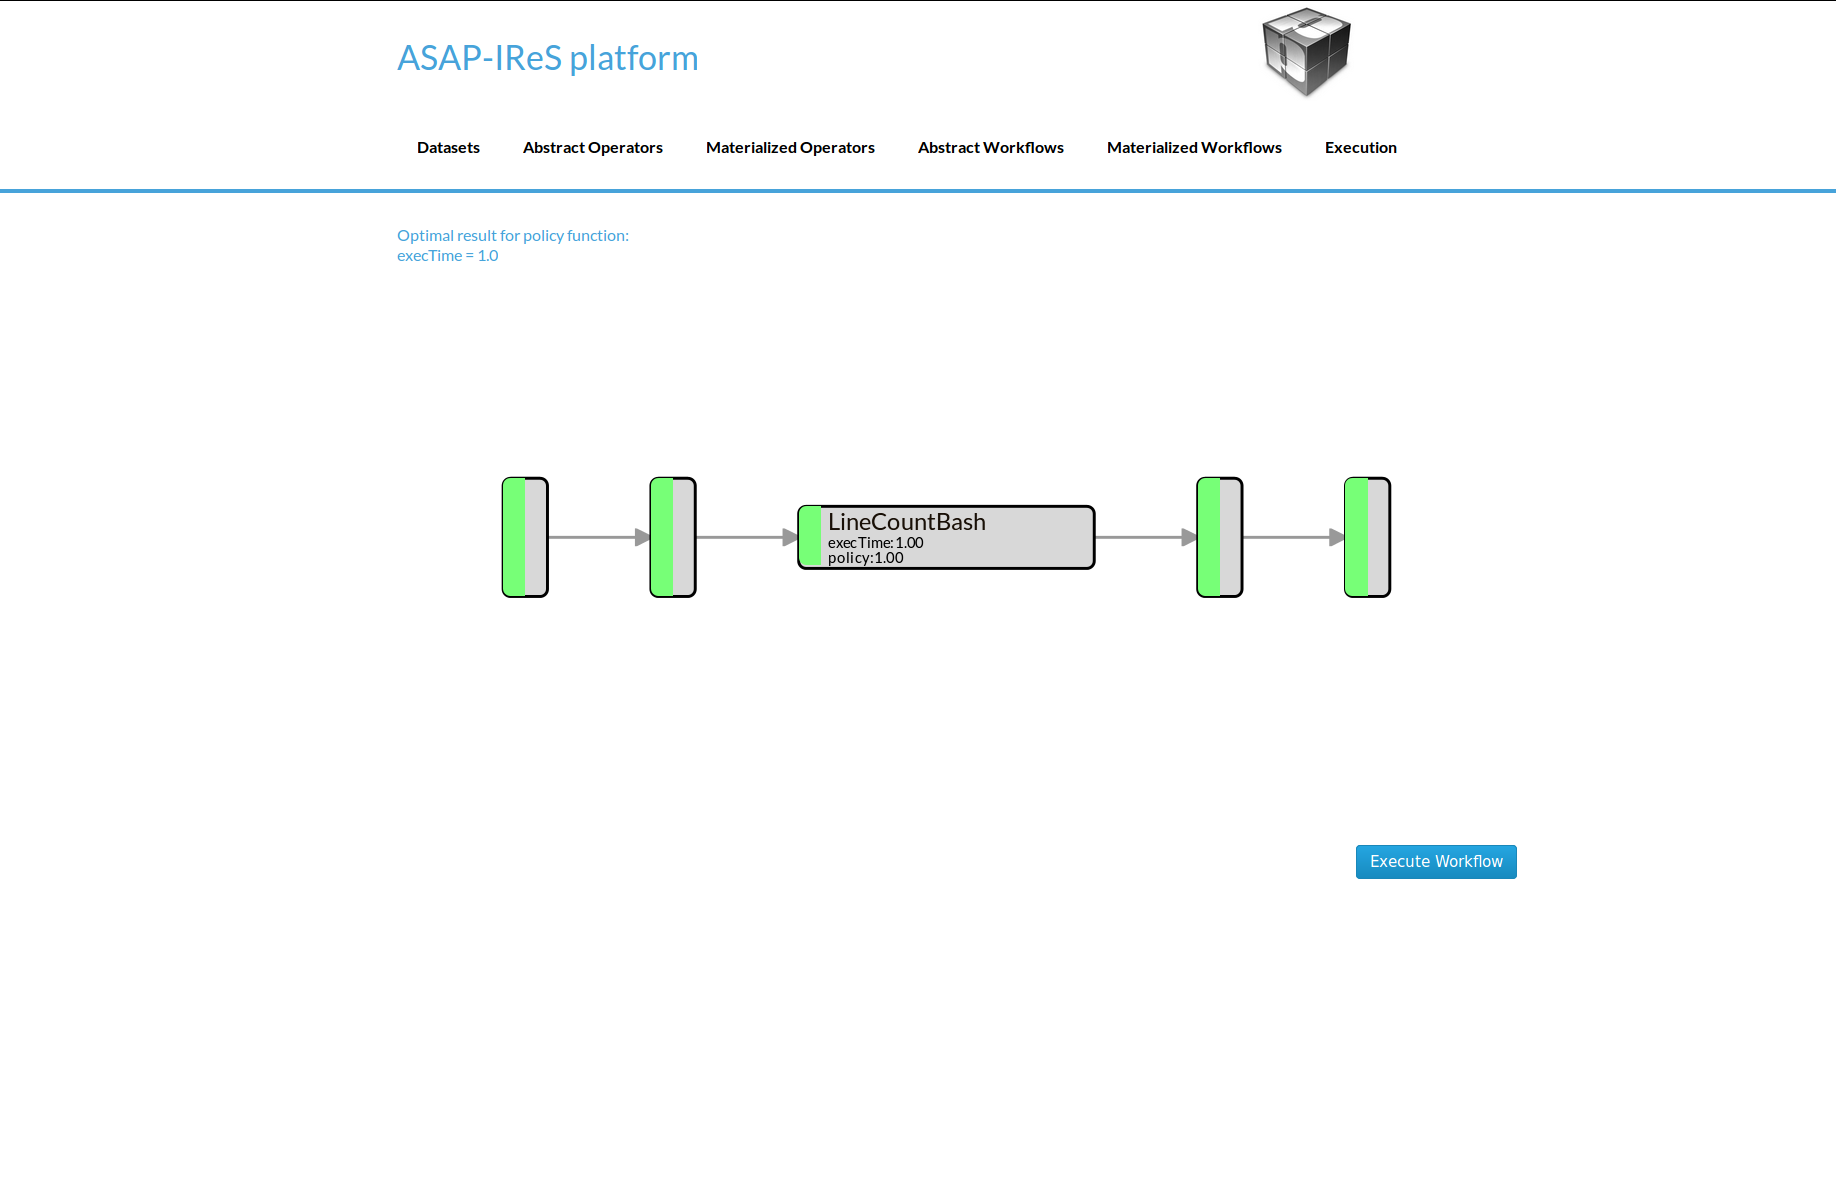 ASAP-IReS platform
Datasets Abstract Operators Materialized Operators Abstract Workflows Materialized Workflows Execution
Optimal result for policy function:
execTime = 1.0
LineCountBash
execTime:1.00
policy:1.00
Execute Workflow